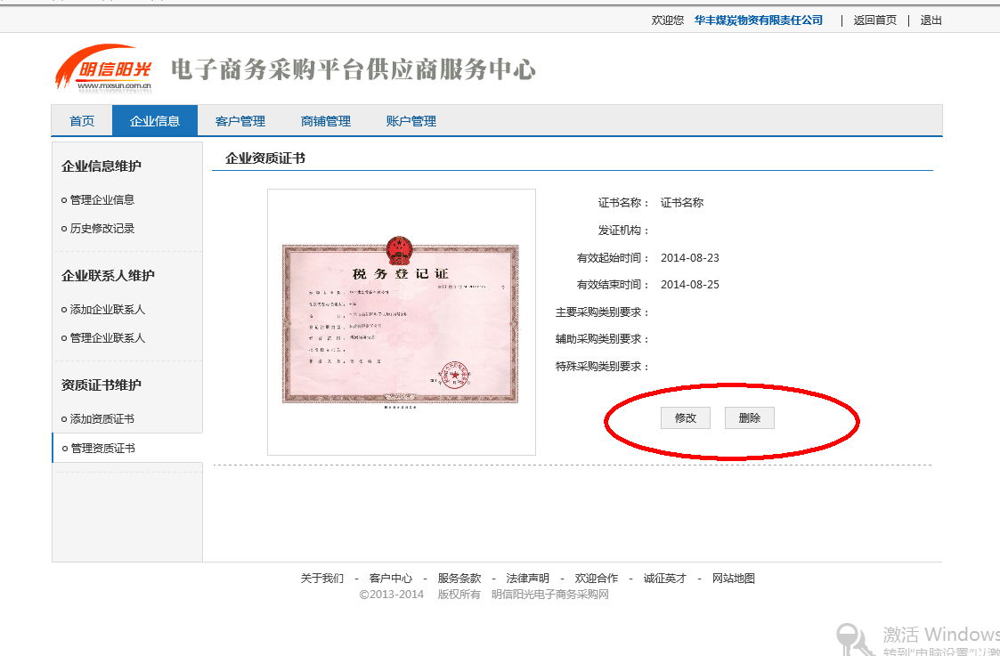 欢迎您 华丰煤炭物资有限责任公司 | 返回首页 | 退出
明信阳光
www.mxsun.com.cn
电子商务采购平台供应商服务中心
首页 企业信息 客户管理 商铺管理 账户管理
企业信息维护
管理企业信息
历史修改记录
企业联系人维护
添加企业联系人
管理企业联系人
资质证书维护
添加资质证书
管理资质证书
企业资质证书
税务登记证
证书名称： 证书名称
发证机构：
有效起始时间： 2014-08-23
有效结束时间： 2014-08-25
主要采购类别要求：
辅助采购类别要求：
特殊采购类别要求：
修改 删除
关于我们 - 客户中心 - 服务条款 - 法律声明 - 欢迎合作 - 诚征英才 - 网站地图
©2013-2014 版权所有 明信阳光电子商务采购网
激活 Windows
转到"电脑设置"以激